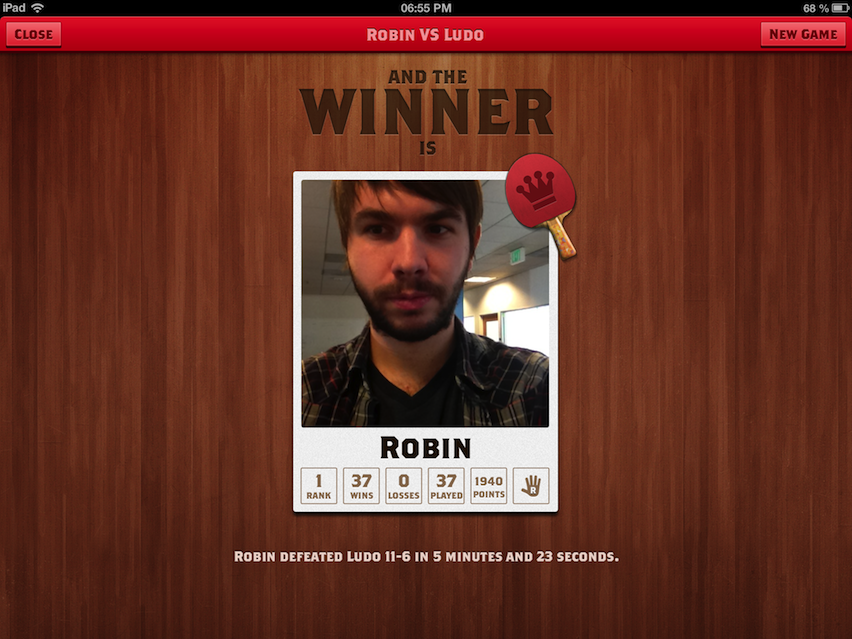 iPad 06:55 PM 68 %
CLOSE ROBIN VS LUDO NEW GAME
AND THE
WINNER
IS
ROBIN
1 37 0 37 1940
RANK WINS LOSSES PLAYED POINTS R
ROBIN DEFEATED LUDO 11-6 IN 5 MINUTES AND 23 SECONDS.